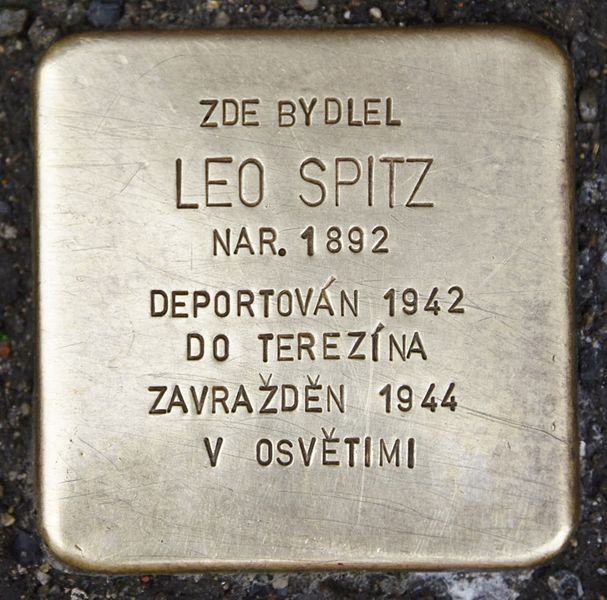 ZDE BYDLEL
LEO SPITZ
NAR. 1892
DEPORTOVÁN 1942
DO TEREZÍNA
ZAVRAŽDĚN 1944
V OSVĚTIMI